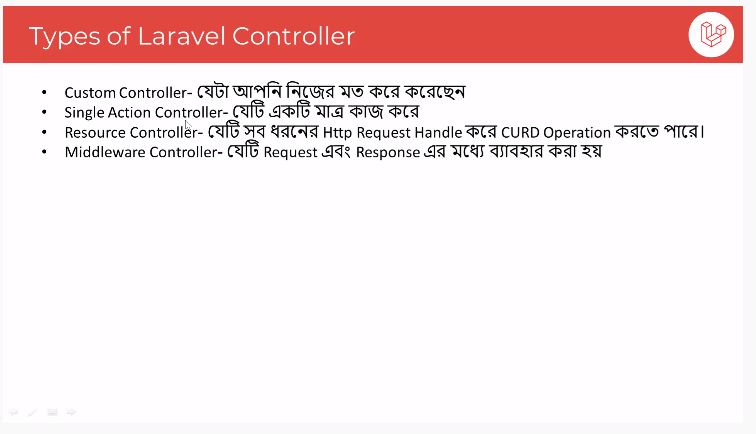 Types of Laravel Controller
• Custom Controller- যেটা আপনি নিজের মত করে করেছেন
• Single Action Controller- যেটি একটি মাত্র কাজ করে
• Resource Controller- যেটি সব ধরনের Http Request Handle করে CURD Operation করতে পারে।
• Middleware Controller- যেটি Request এবং Response এর মধ্যে ব্যাবহার করা হয়